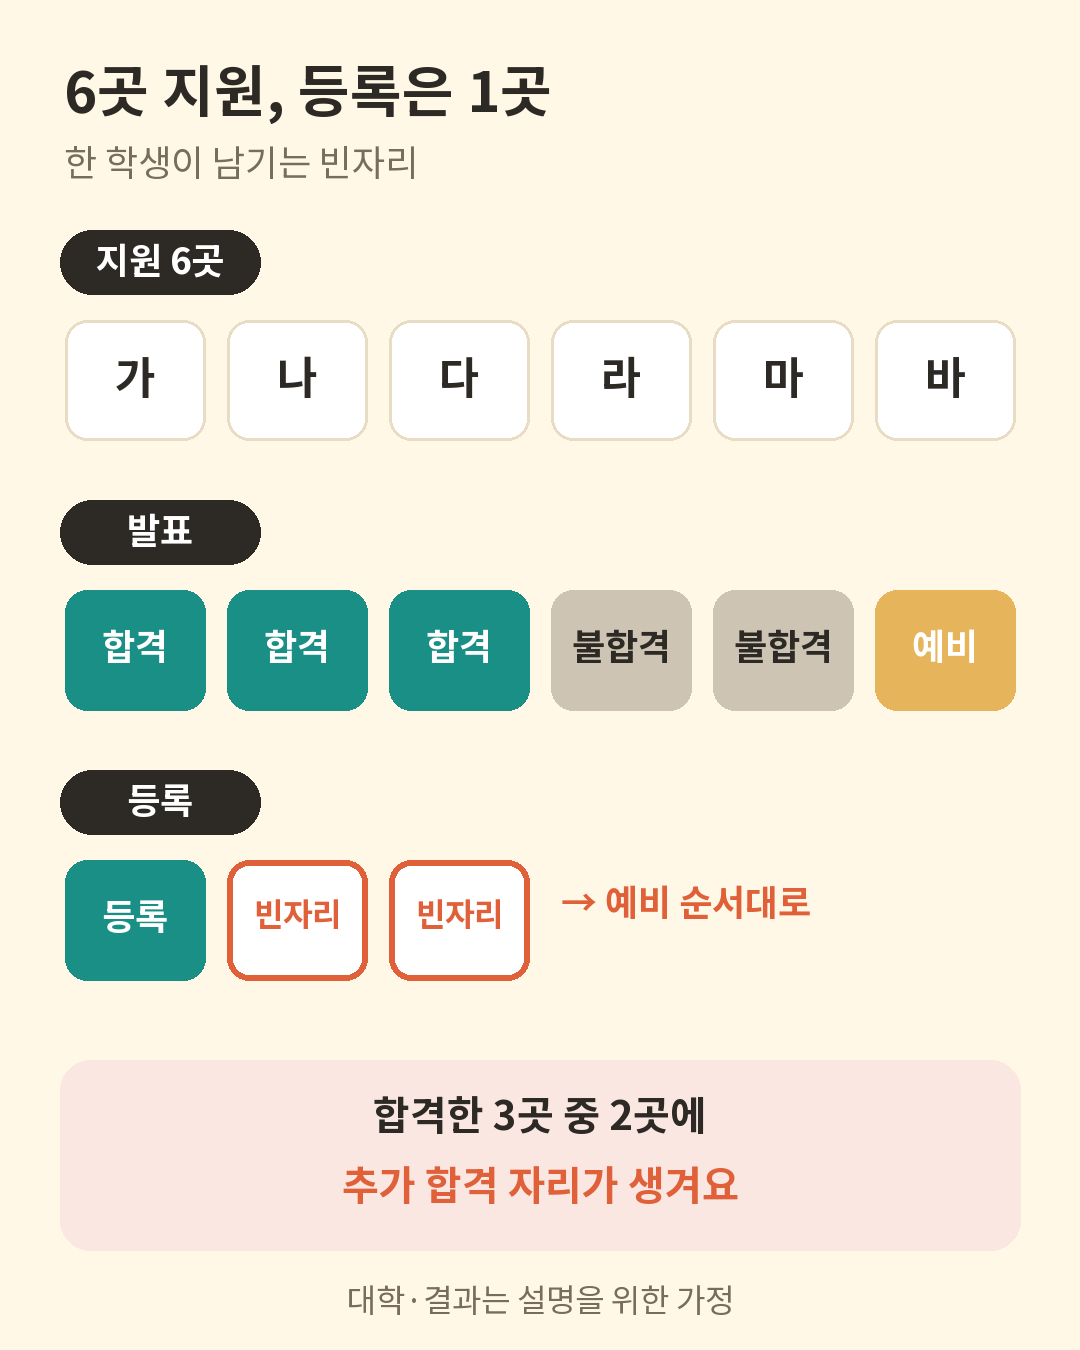 6곳 지원, 등록은 1곳
한 학생이 남기는 빈자리
지원 6곳
가 나 다 라 마 바
발표
합격 합격 합격 불합격 불합격 예비
등록
등록 빈자리 빈자리 → 예비 순서대로
합격한 3곳 중 2곳에
추가 합격 자리가 생겨요
대학·결과는 설명을 위한 가정